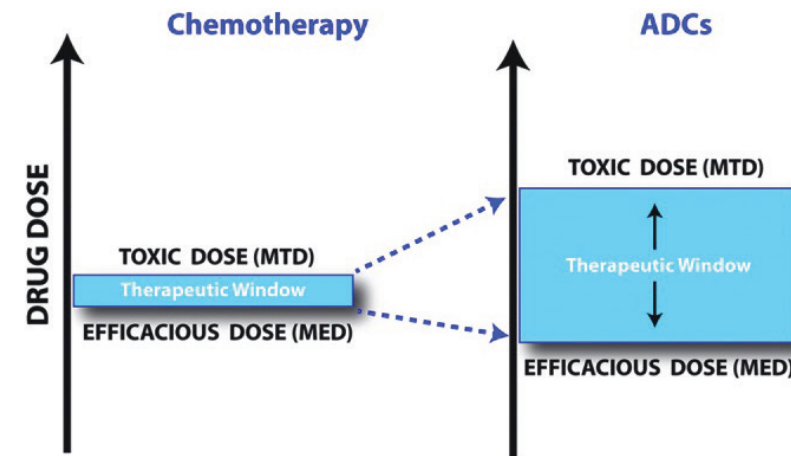 Chemotherapy
ADCs
DRUG DOSE
TOXIC DOSE (MTD)
Therapeutic Window
EFFICACIOUS DOSE (MED)
TOXIC DOSE (MTD)
Therapeutic Window
EFFICACIOUS DOSE (MED)